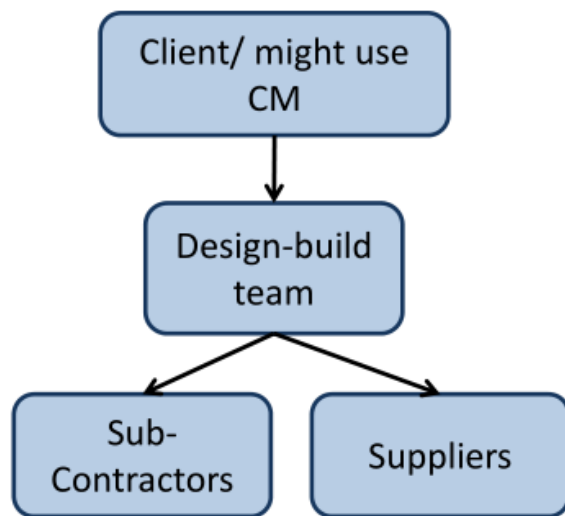 Client/ might use
CM
Design-build
team
Sub-
Contractors
Suppliers